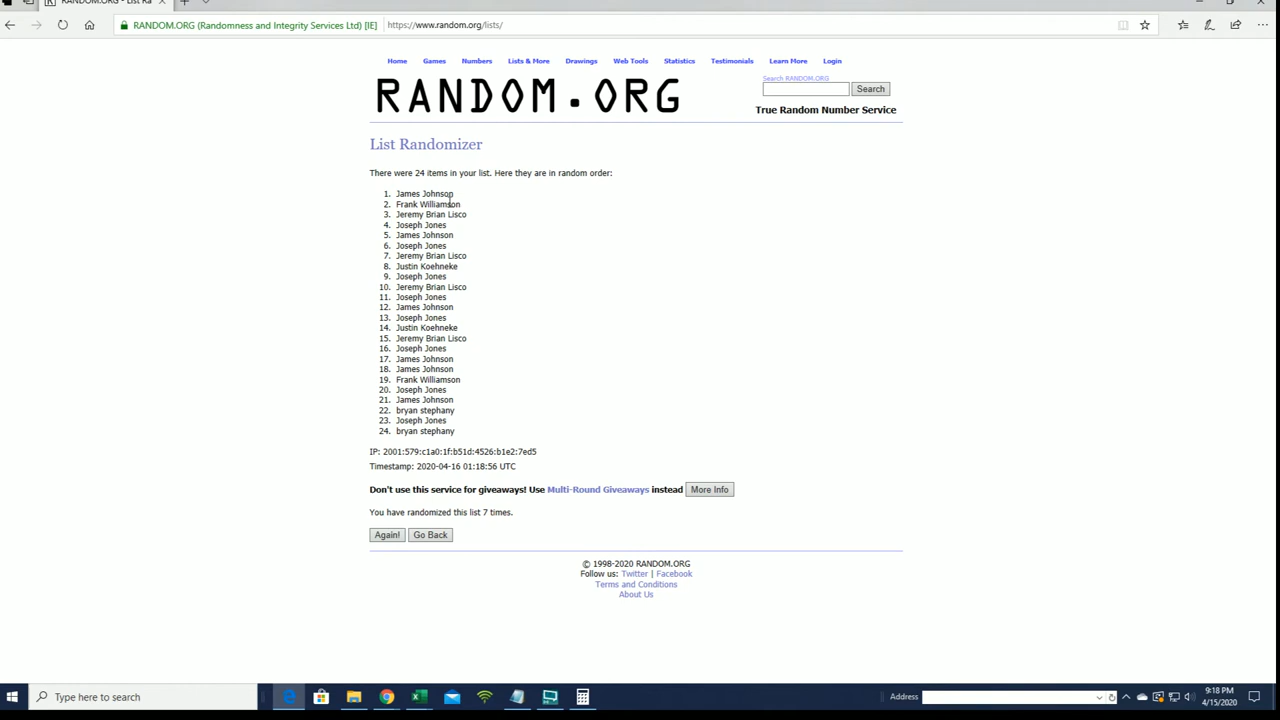 RANDOM.ORG - List Ra
RANDOM.ORG (Randomness and Integrity Services Ltd) [IE] https://www.random.org/lists/
Home Games Numbers Lists & More Drawings Web Tools Statistics Testimonials Learn More Login
Search RANDOM.ORG
RANDOM.ORG
Search
True Random Number Service
List Randomizer
There were 24 items in your list. Here they are in random order:
1. James Johnson
2. Frank Williamson
3. Jeremy Brian Lisco
4. Joseph Jones
5. James Johnson
6. Joseph Jones
7. Jeremy Brian Lisco
8. Justin Koehneke
9. Joseph Jones
10. Jeremy Brian Lisco
11. Joseph Jones
12. James Johnson
13. Joseph Jones
14. Justin Koehneke
15. Jeremy Brian Lisco
16. Joseph Jones
17. James Johnson
18. James Johnson
19. Frank Williamson
20. Joseph Jones
21. James Johnson
22. bryan stephany
23. Joseph Jones
24. bryan stephany
IP: 2001:579:c1a0:1f:b51d:4526:b1e2:7ed5
Timestamp: 2020-04-16 01:18:56 UTC
Don't use this service for giveaways! Use Multi-Round Giveaways instead More Info
You have randomized this list 7 times.
Again! Go Back
© 1998-2020 RANDOM.ORG
Follow us: Twitter | Facebook
Terms and Conditions
About Us
Type here to search
Address
9:18 PM
4/15/2020